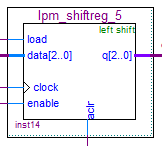 lpm_shiftreg_5
left shift
load
data[2..0]
q[2..0]
clock
enable
aclr
inst14